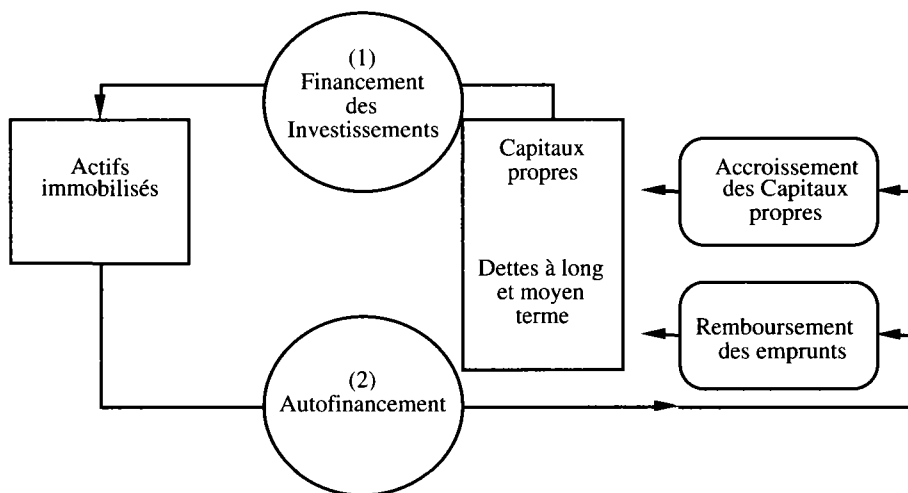 (1)
Financement
des
Investissements
Actifs
immobilisés
Capitaux
propres
Dettes à long
et moyen
terme
Accroissement
des Capitaux
propres
Remboursement
des emprunts
(2)
Autofinancement